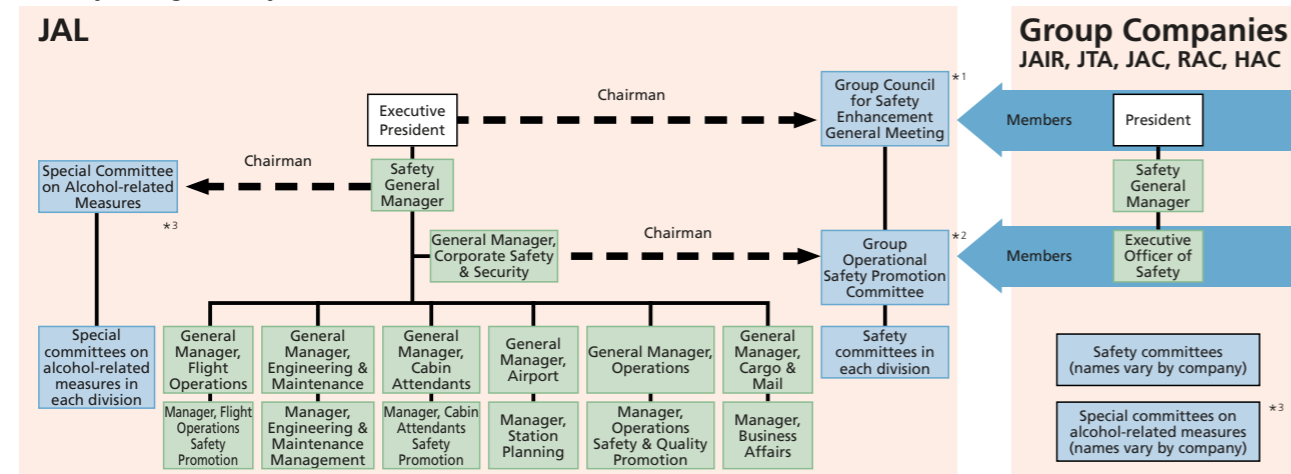 JAL
Group Companies
JAIR, JTA, JAC, RAC, HAC
Executive
President
Chairman
Group Council
for Safety
Enhancement
General Meeting
*1
Members
President
Special Committee
on Alcohol-related
Measures
*3
Chairman
Safety
General
Manager
Safety
General
Manager
General Manager,
Corporate Safety
& Security
Chairman
Group
Operational
Safety Promotion
Committee
*2
Members
Executive
Officer of
Safety
Special
committees on
alcohol-related
measures in
each division
General
Manager,
Flight
Operations
General
Manager,
Engineering &
Maintenance
General
Manager,
Cabin
Attendants
General
Manager,
Airport
General Manager,
Operations
General
Manager,
Cargo &
Mail
Safety
committees in
each division
Safety committees
(names vary by company)
Manager, Flight
Operations
Safety
Promotion
Manager,
Engineering &
Maintenance
Management
Manager, Cabin
Attendants
Safety
Promotion
Manager,
Station
Planning
Manager,
Operations
Safety & Quality
Promotion
Manager,
Business
Affairs
Special committees on
alcohol-related measures
(names vary by company)
*3